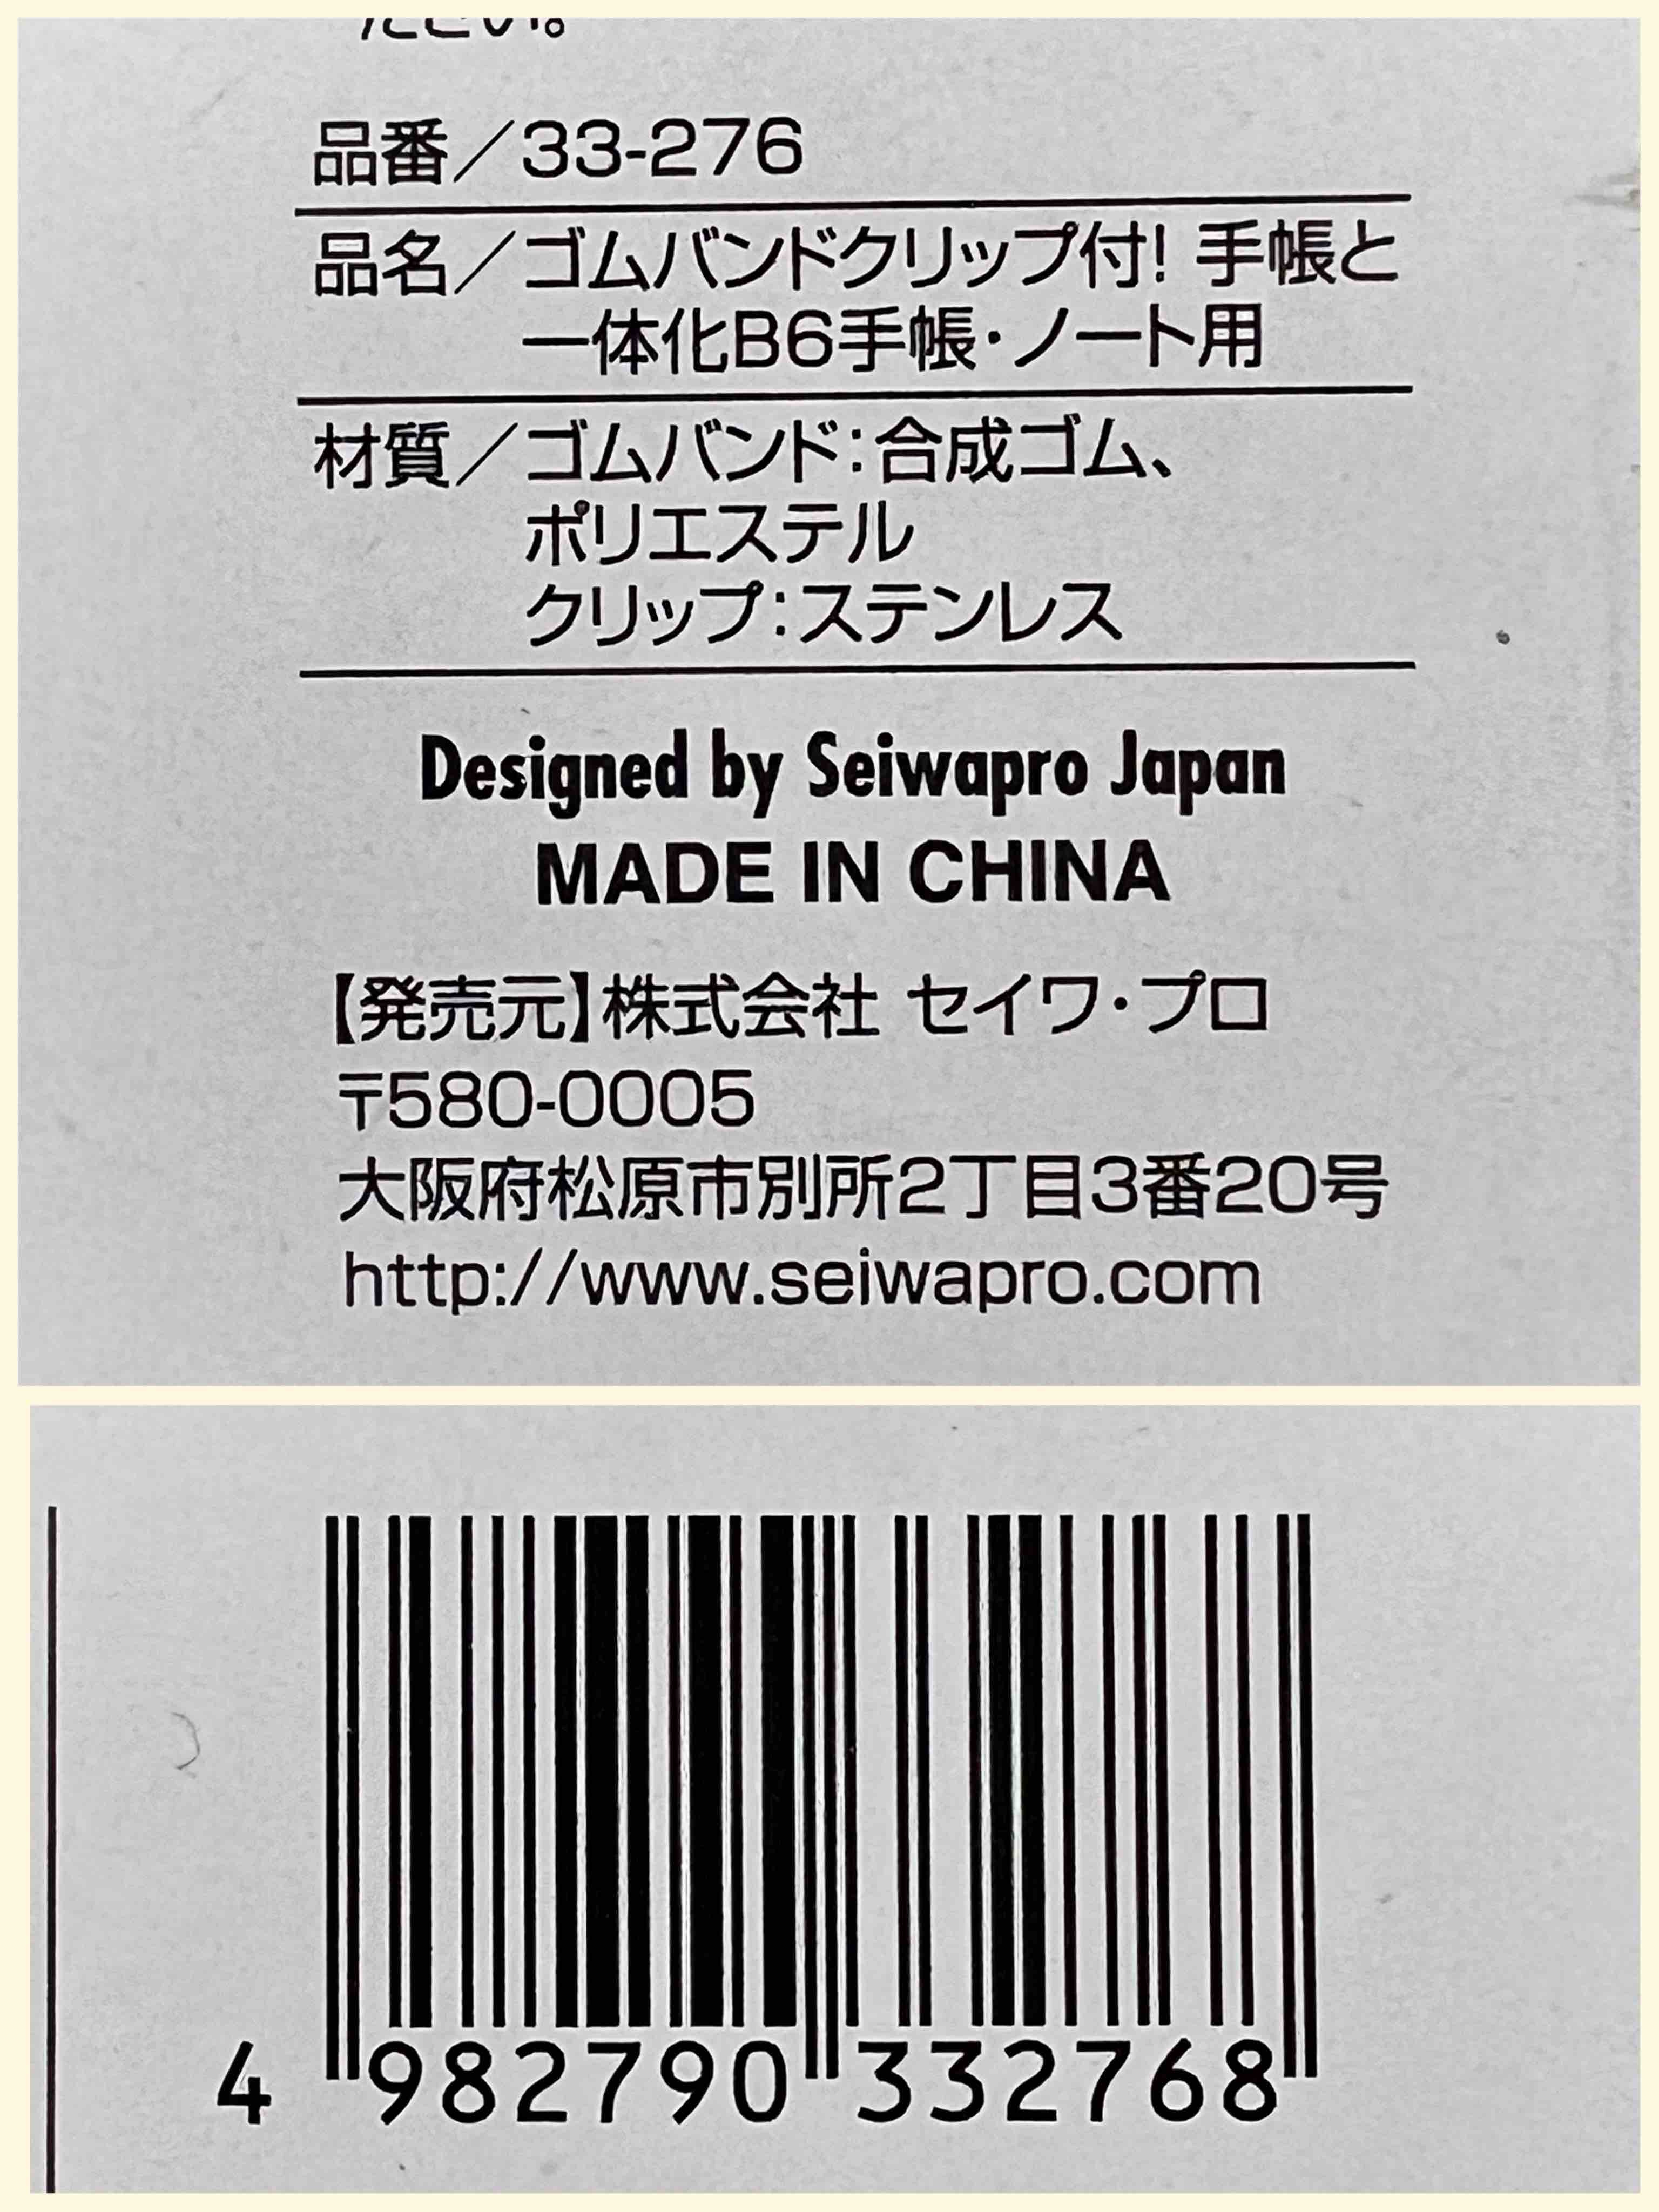 ださい。
品番／33-276
品名／ゴムバンドクリップ付! 手帳と
一体化B6手帳・ノート用
材質／ゴムバンド：合成ゴム、
ポリエステル
クリップ：ステンレス
Designed by Seiwapro Japan
MADE IN CHINA
【発売元】株式会社 セイワ・プロ
〒580-0005
大阪府松原市別所2丁目3番20号
http://www.seiwapro.com
4 982790 332768